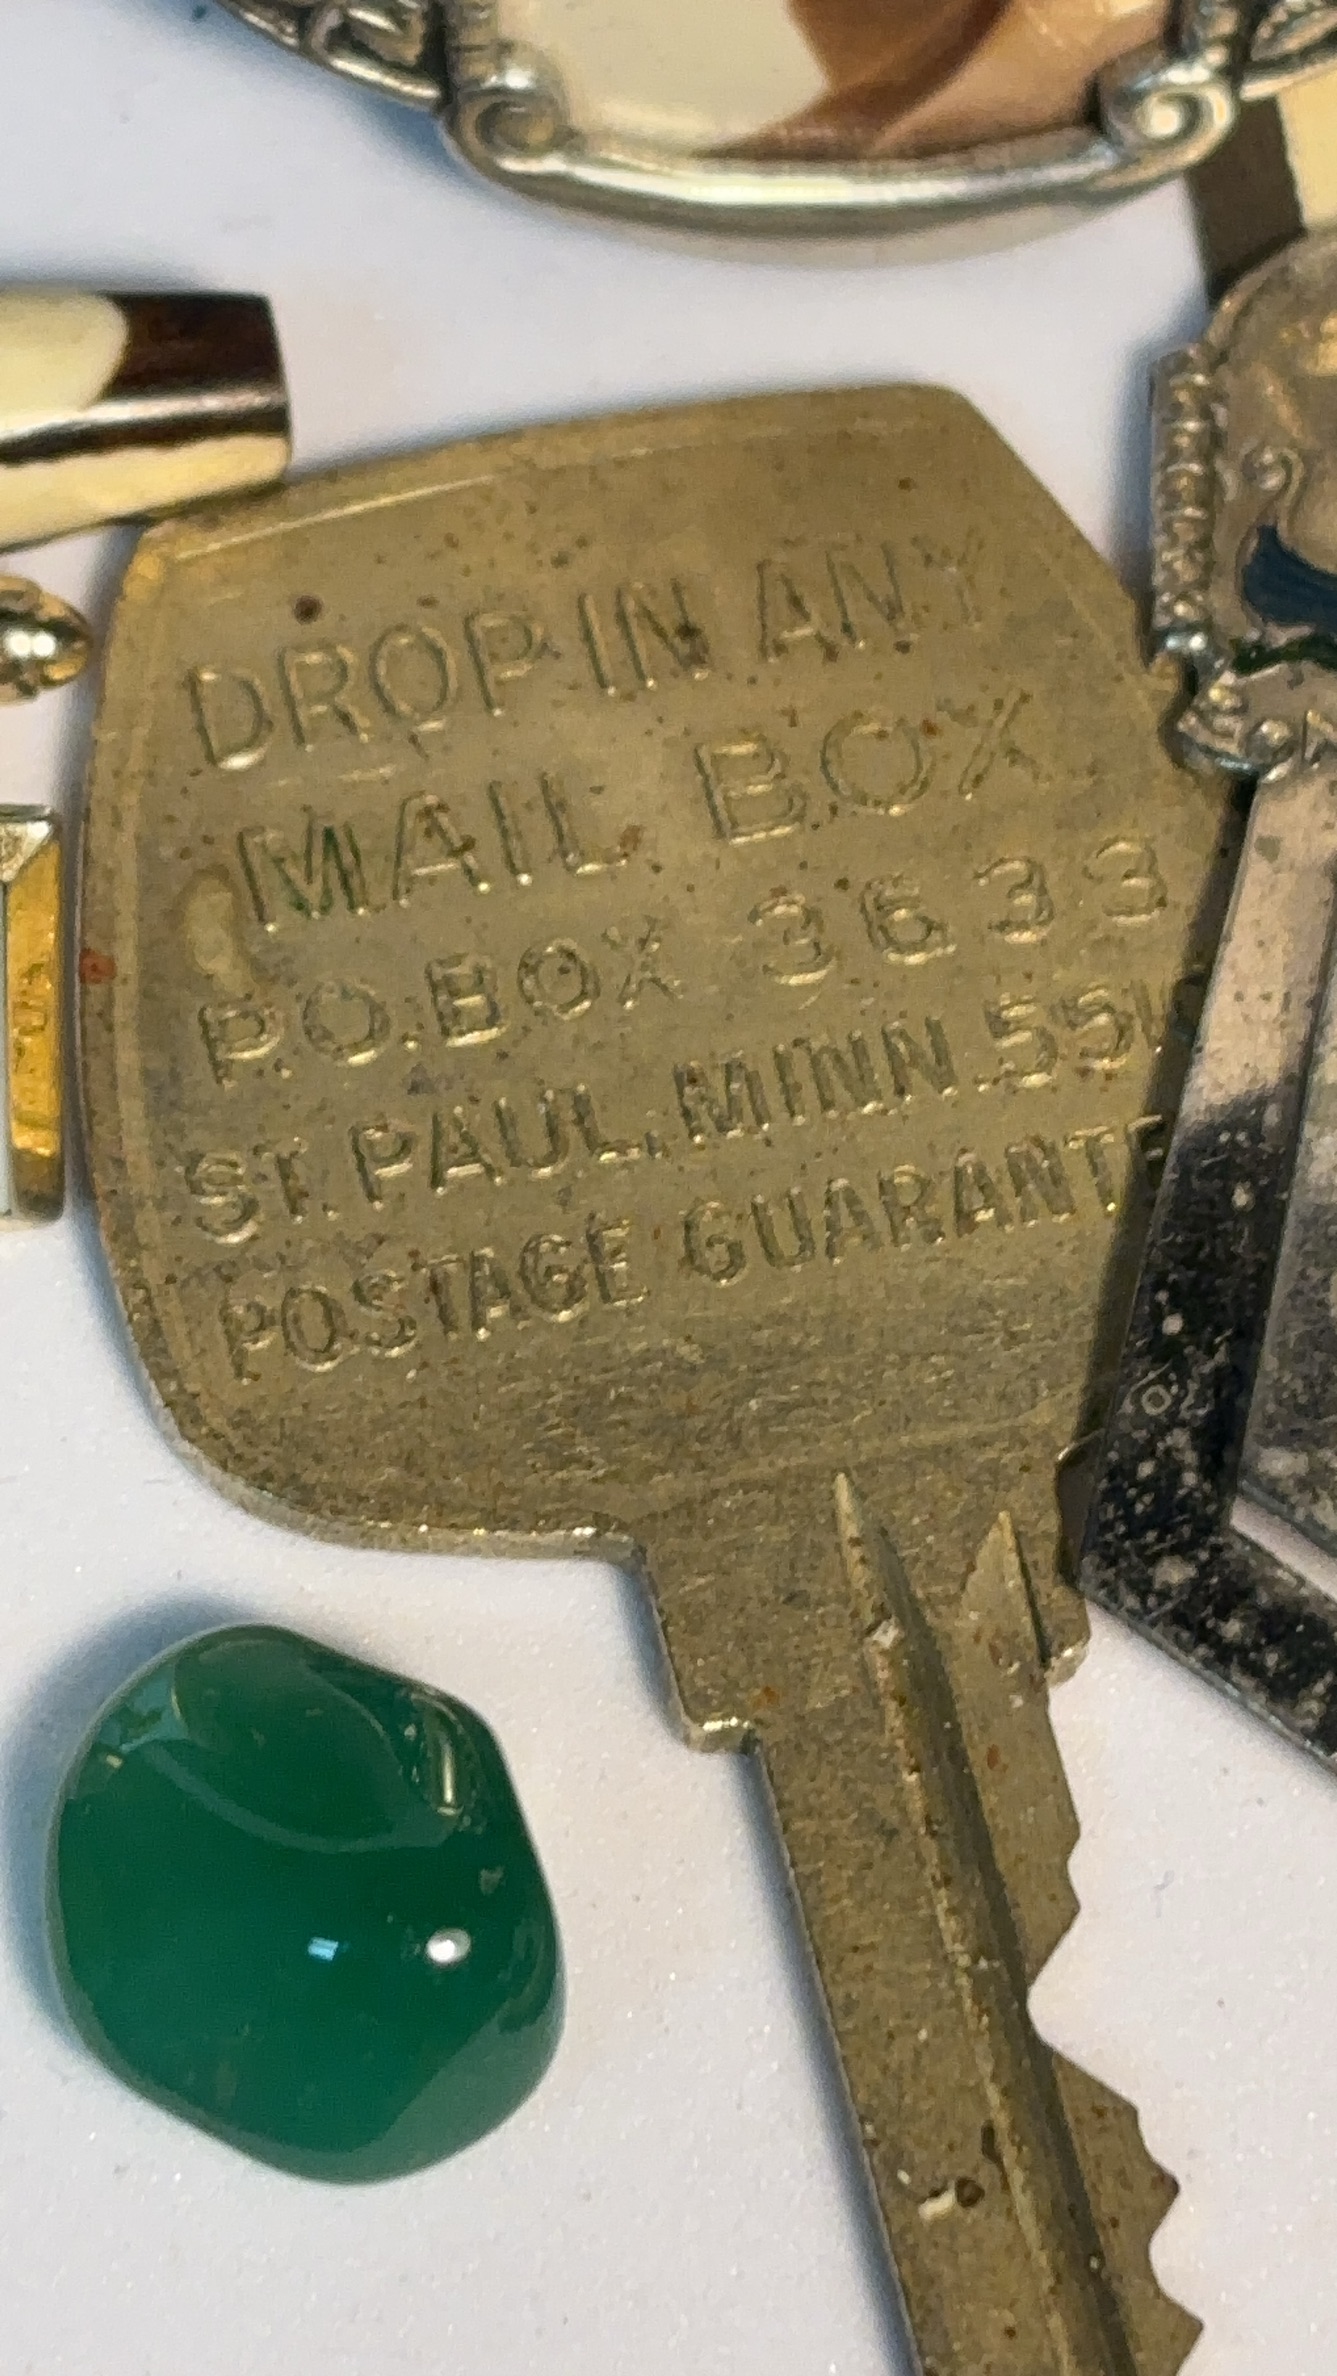 DROP IN ANY
MAIL BOX
P.O. BOX 3633
ST. PAUL, MINN. 551
POSTAGE GUARANTE